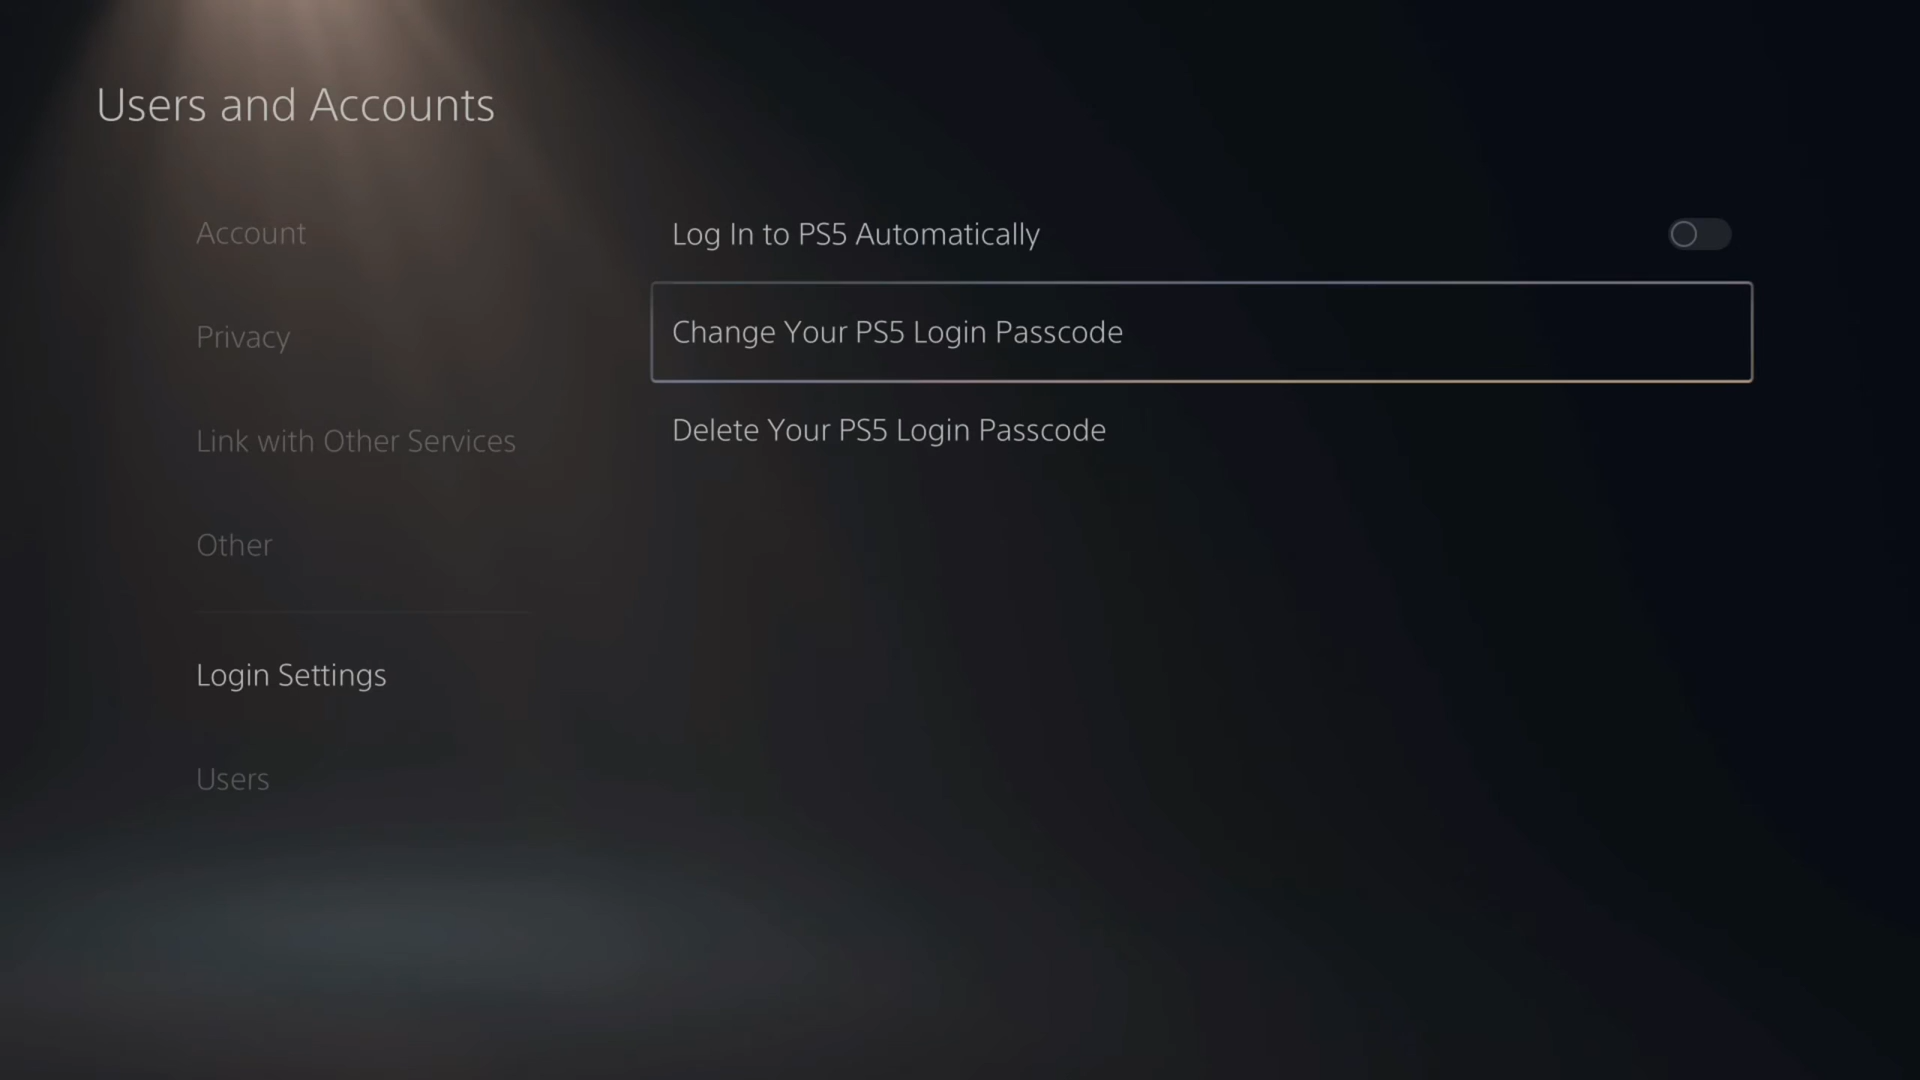 Users and Accounts
Account
Privacy
Link with Other Services
Other
Login Settings
Users
Log In to PS5 Automatically
Change Your PS5 Login Passcode
Delete Your PS5 Login Passcode